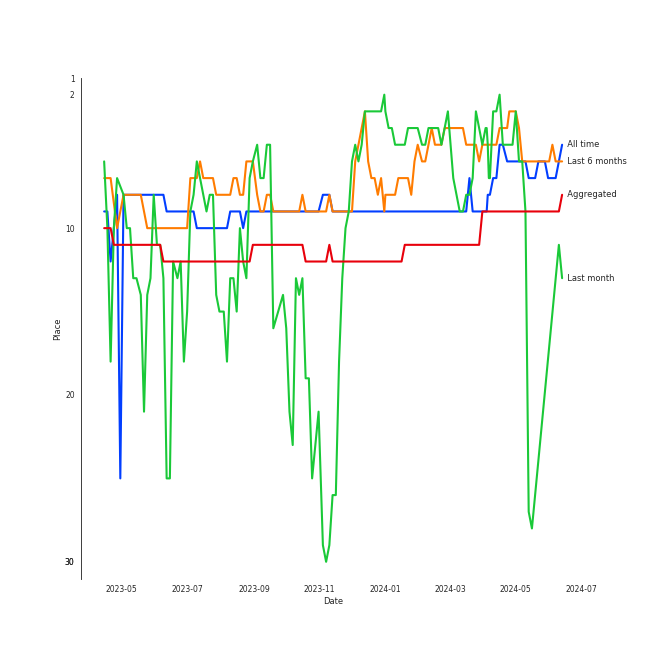 1
2
10
20
30
Place
All time
Last 6 months
Aggregated
Last month
2023-05 2023-07 2023-09 2023-11 2024-01 2024-03 2024-05 2024-07
Date